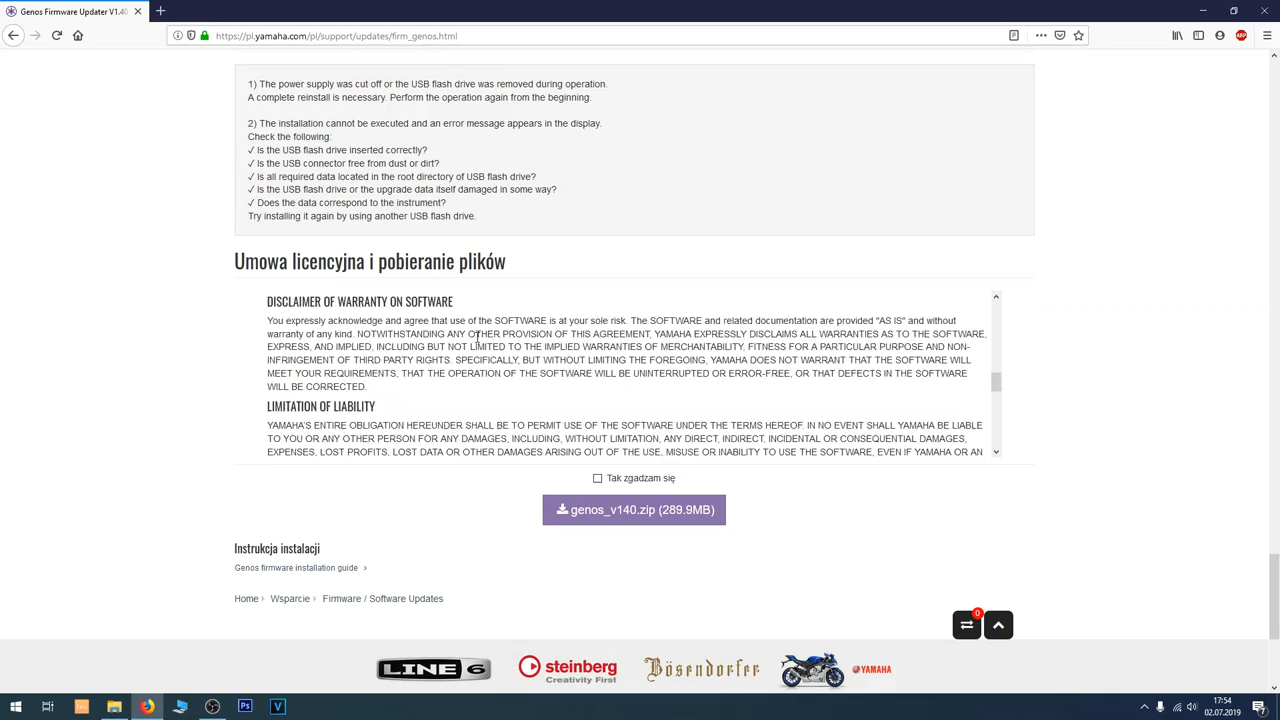 Genos Firmware Updater V1.40
https://pl.yamaha.com/pl/support/updates/firm_genos.html
ABP
1) The power supply was cut off or the USB flash drive was removed during operation.
A complete reinstall is necessary. Perform the operation again from the beginning.
2) The installation cannot be executed and an error message appears in the display.
Check the following:
✓ Is the USB flash drive inserted correctly?
✓ Is the USB connector free from dust or dirt?
✓ Is all required data located in the root directory of USB flash drive?
✓ Is the USB flash drive or the upgrade data itself damaged in some way?
✓ Does the data correspond to the instrument?
Try installing it again by using another USB flash drive.
Umowa licencyjna i pobieranie plików
DISCLAIMER OF WARRANTY ON SOFTWARE
You expressly acknowledge and agree that use of the SOFTWARE is at your sole risk. The SOFTWARE and related documentation are provided "AS IS" and without
warranty of any kind. NOTWITHSTANDING ANY OTHER PROVISION OF THIS AGREEMENT, YAMAHA EXPRESSLY DISCLAIMS ALL WARRANTIES AS TO THE SOFTWARE,
EXPRESS, AND IMPLIED, INCLUDING BUT NOT LIMITED TO THE IMPLIED WARRANTIES OF MERCHANTABILITY, FITNESS FOR A PARTICULAR PURPOSE AND NON-
INFRINGEMENT OF THIRD PARTY RIGHTS. SPECIFICALLY, BUT WITHOUT LIMITING THE FOREGOING, YAMAHA DOES NOT WARRANT THAT THE SOFTWARE WILL
MEET YOUR REQUIREMENTS, THAT THE OPERATION OF THE SOFTWARE WILL BE UNINTERRUPTED OR ERROR-FREE, OR THAT DEFECTS IN THE SOFTWARE
WILL BE CORRECTED.
LIMITATION OF LIABILITY
YAMAHA'S ENTIRE OBLIGATION HEREUNDER SHALL BE TO PERMIT USE OF THE SOFTWARE UNDER THE TERMS HEREOF. IN NO EVENT SHALL YAMAHA BE LIABLE
TO YOU OR ANY OTHER PERSON FOR ANY DAMAGES, INCLUDING, WITHOUT LIMITATION, ANY DIRECT, INDIRECT, INCIDENTAL OR CONSEQUENTIAL DAMAGES,
EXPENSES, LOST PROFITS, LOST DATA OR OTHER DAMAGES ARISING OUT OF THE USE, MISUSE OR INABILITY TO USE THE SOFTWARE, EVEN IF YAMAHA OR AN
Tak zgadzam się
genos_v140.zip (289.9MB)
Instrukcja instalacji
Genos firmware installation guide
Home Wsparcie Firmware / Software Updates
0
LINE 6 steinberg Creativity First Bösendorfer YAMAHA
Ps V 17:54
02.07.2019